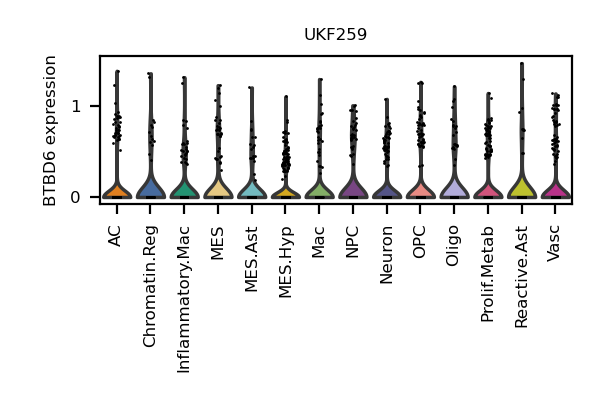 UKF259
BTBD6 expression
1
0
AC
Chromatin.Reg
Inflammatory.Mac
MES
MES.Ast
MES.Hyp
Mac
NPC
Neuron
OPC
Oligo
Prolif.Metab
Reactive.Ast
Vasc